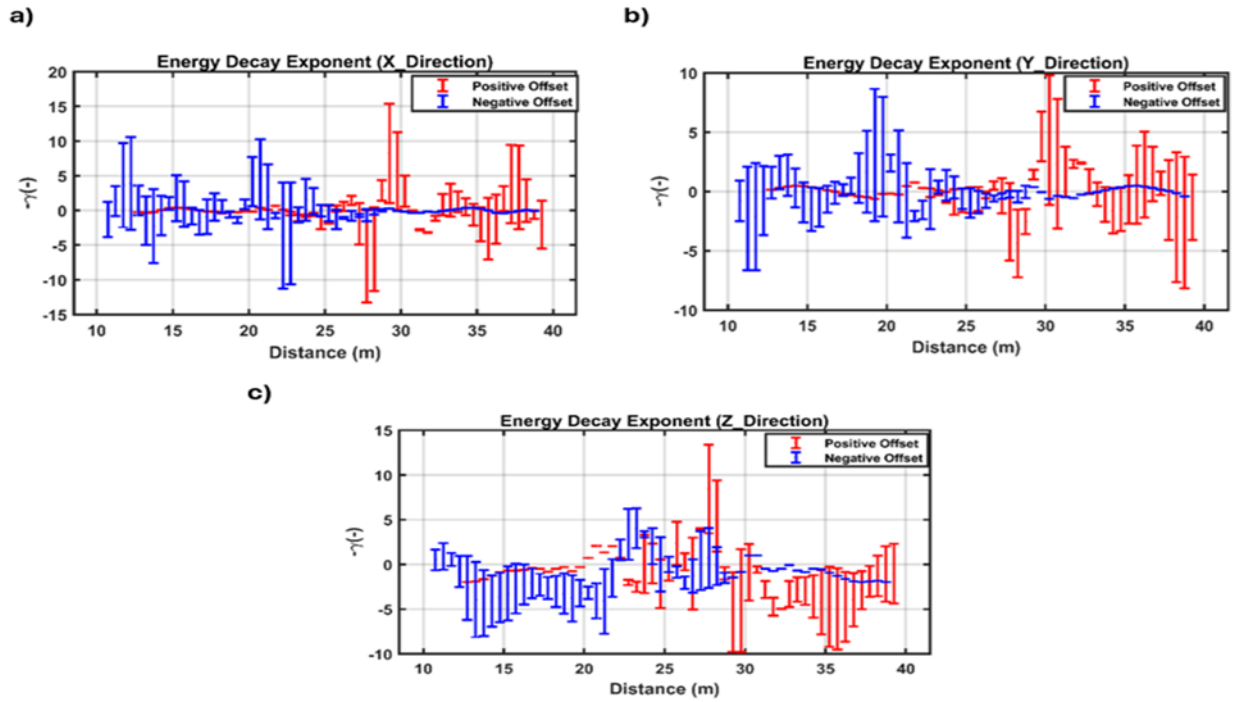 a)
Energy Decay Exponent (X_Direction)
20
15
10
5
0
-5
-10
-15
-γ(-)
10 15 20 25 30 35 40
Distance (m)
Positive Offset
Negative Offset
b)
Energy Decay Exponent (Y_Direction)
10
5
0
-5
-10
-γ(-)
10 15 20 25 30 35 40
Distance (m)
Positive Offset
Negative Offset
c)
Energy Decay Exponent (Z_Direction)
15
10
5
0
-5
-10
-γ(-)
10 15 20 25 30 35 40
Distance (m)
Positive Offset
Negative Offset